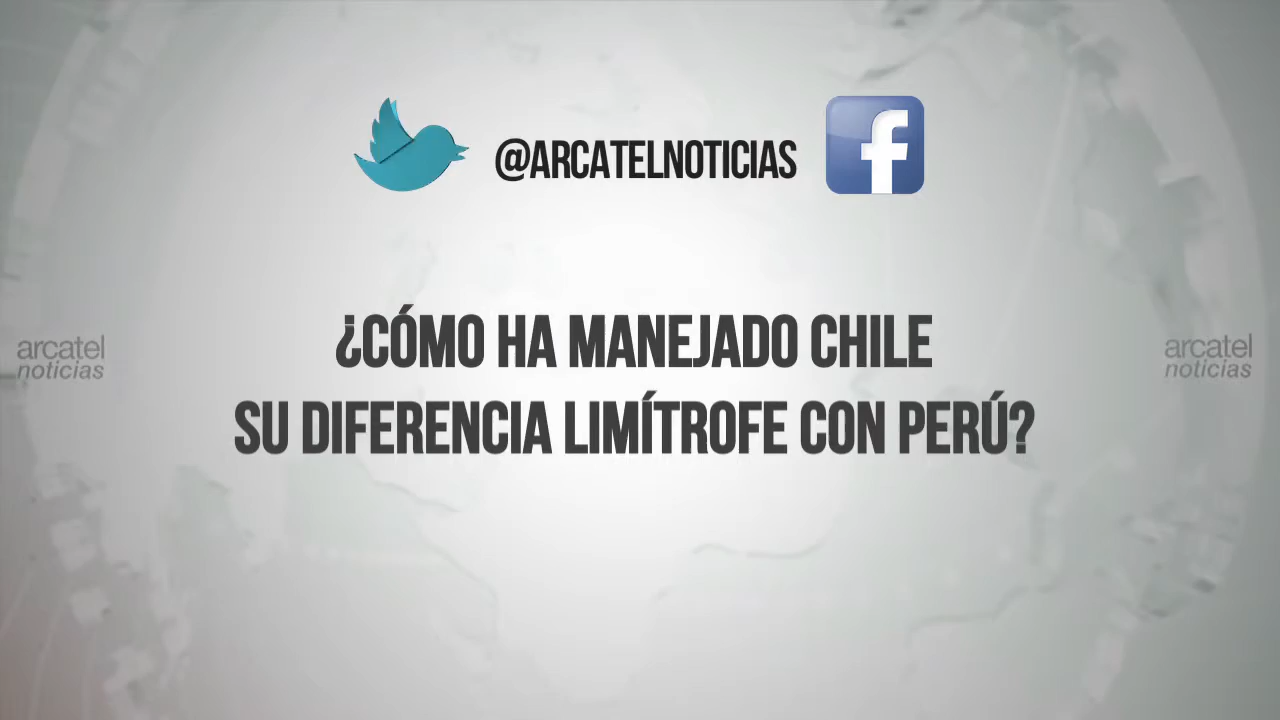 @ARCATELNOTICIAS
¿CÓMO HA MANEJADO CHILE
SU DIFERENCIA LIMÍTROFE CON PERÚ?
arcatel
noticias
arcatel
noticias